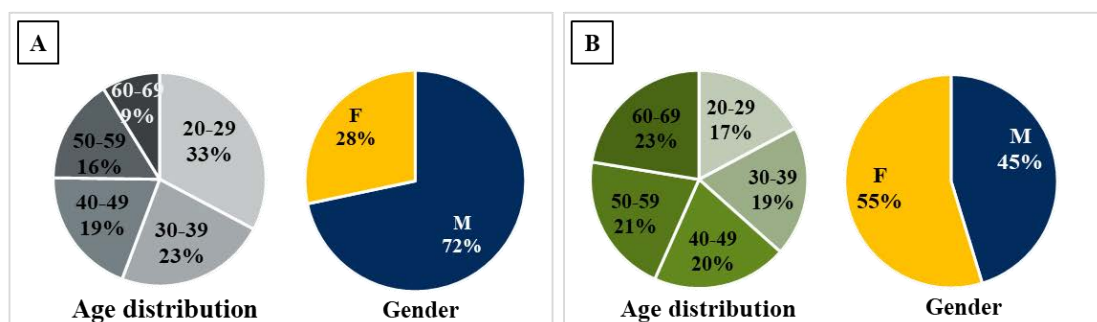 A
60-69
9%
20-29
33%
50-59
16%
40-49
19%
30-39
23%
Age distribution
F
28%
M
72%
Gender
B
60-69
23%
20-29
17%
30-39
19%
50-59
21%
40-49
20%
Age distribution
M
45%
F
55%
Gender